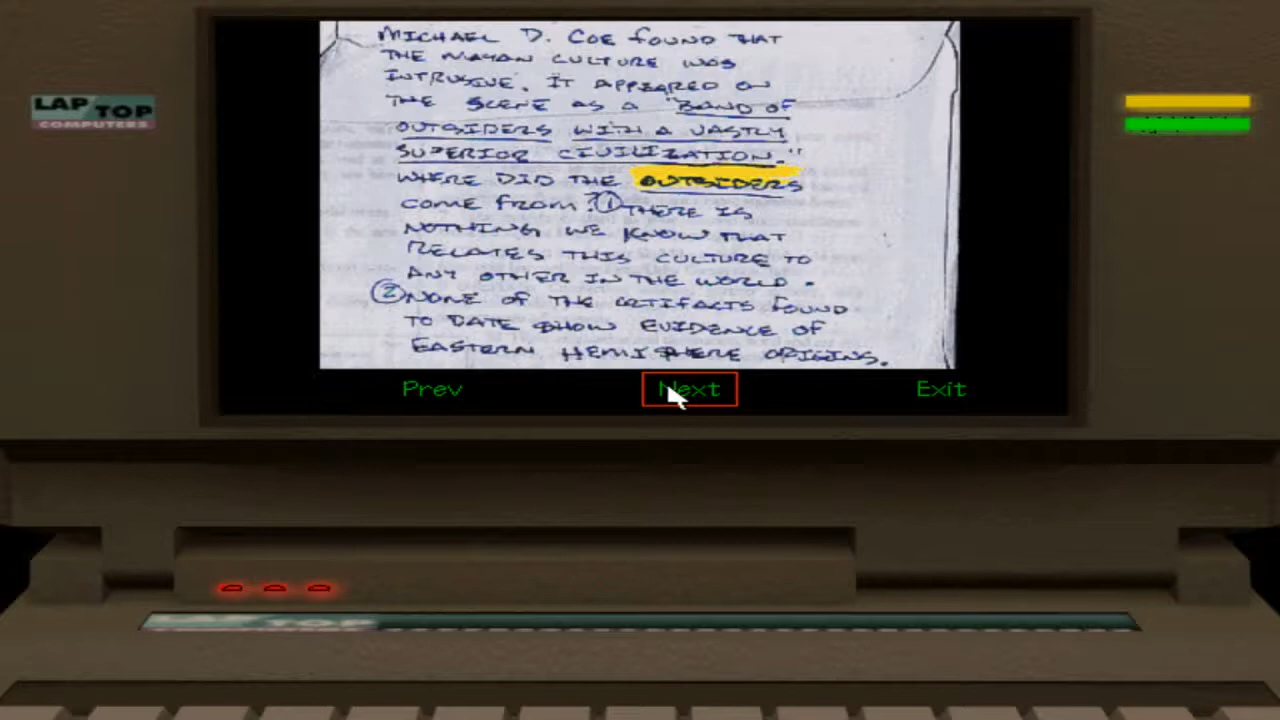 LAP TOP
COMPUTERS
MICHAEL D. COE FOUND THAT
THE MAYAN CULTURE WAS
INTRUSIVE. IT APPEARED ON
THE SCENE AS A "BAND OF
OUTSIDERS WITH A VASTLY
SUPERIOR CIVILIZATION."
WHERE DID THE OUTSIDERS
COME FROM? ① THERE IS
NOTHING WE KNOW THAT
RELATES THIS CULTURE TO
ANY OTHER IN THE WORLD.
② NONE OF THE ARTIFACTS FOUND
TO DATE SHOW EVIDENCE OF
EASTERN HEMISPHERE ORIGINS.
Prev Next Exit
LAP TOP